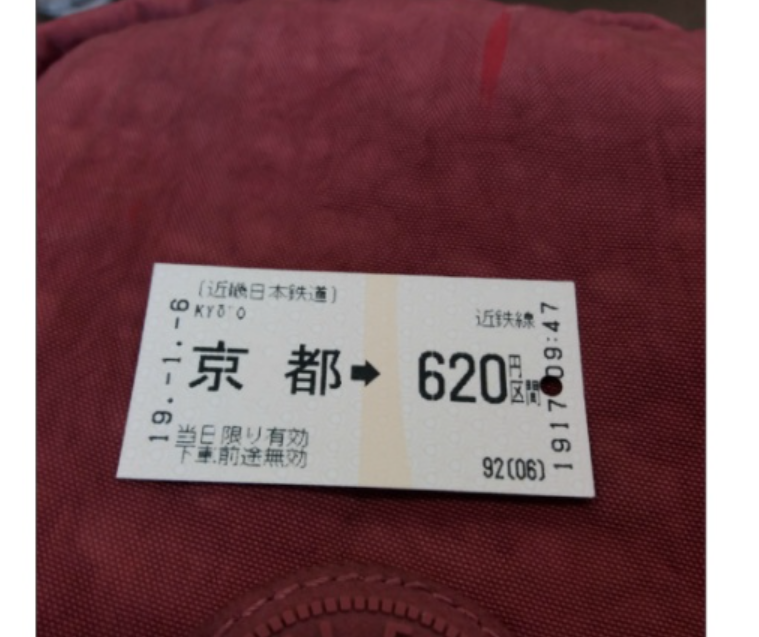 (近畿日本鉄道)
KYŌTO
京都➡620円区間
近鉄線
当日限り有効
下車前途無効
92(06)
19.-1.-6
1917 09:47